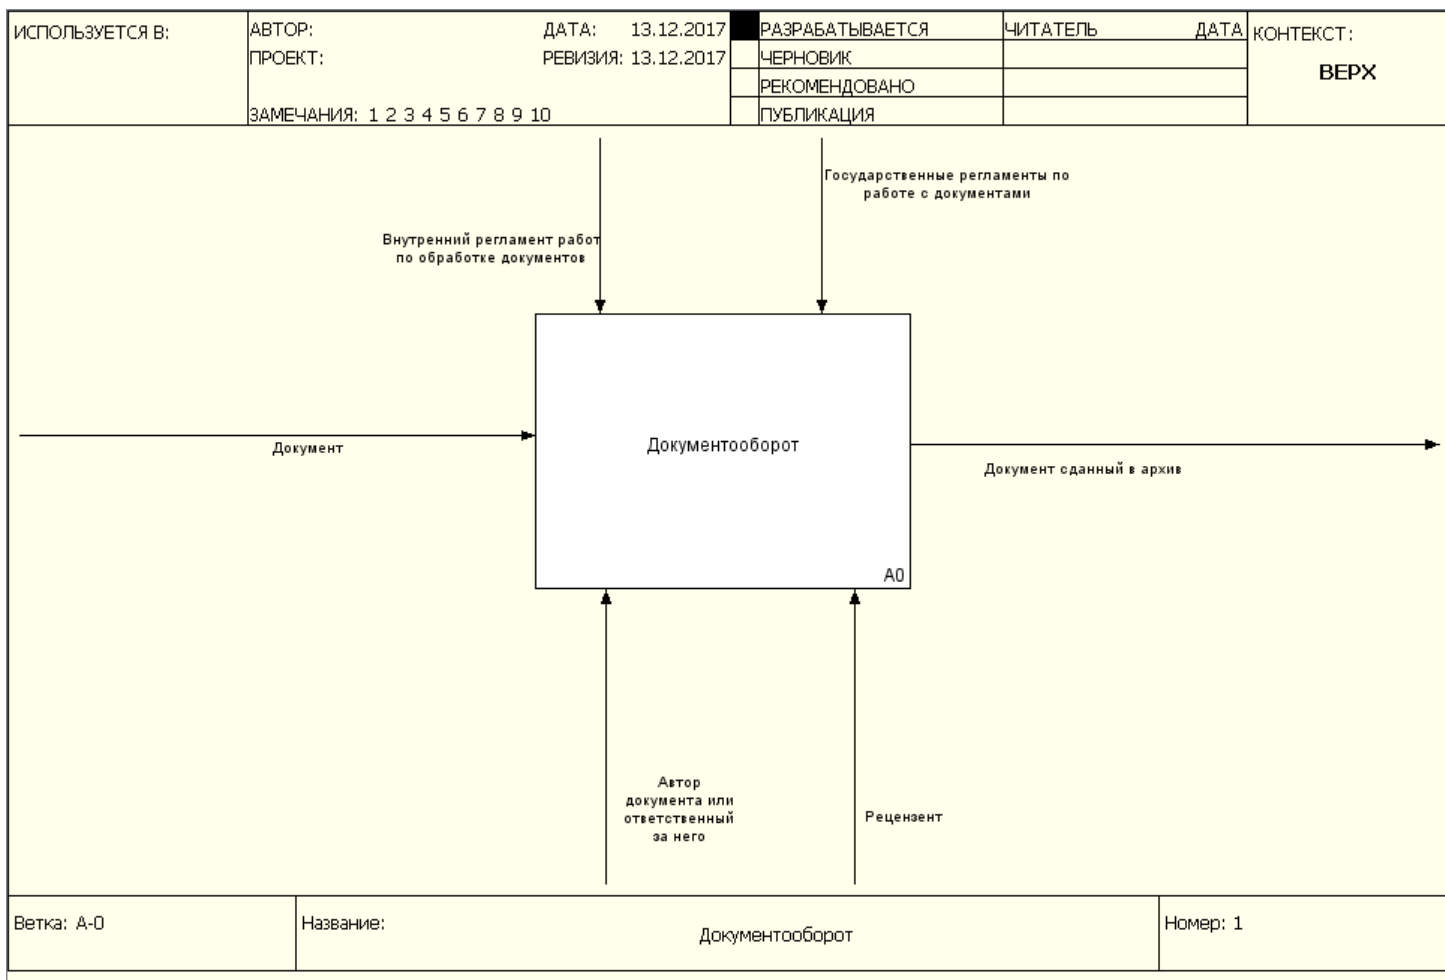 ИСПОЛЬЗУЕТСЯ В:
АВТОР:
ДАТА: 13.12.2017
ПРОЕКТ:
РЕВИЗИЯ: 13.12.2017
ЗАМЕЧАНИЯ: 1 2 3 4 5 6 7 8 9 10
РАЗРАБАТЫВАЕТСЯ
ЧЕРНОВИК
РЕКОМЕНДОВАНО
ПУБЛИКАЦИЯ
ЧИТАТЕЛЬ
ДАТА
КОНТЕКСТ:
ВЕРХ
Государственные регламенты по
работе с документами
Внутренний регламент работ
по обработке документов
Документ
Документооборот
A0
Документ сданный в архив
Автор
документа или
ответственный
за него
Рецензент
Ветка: A-0
Название:
Документооборот
Номер: 1